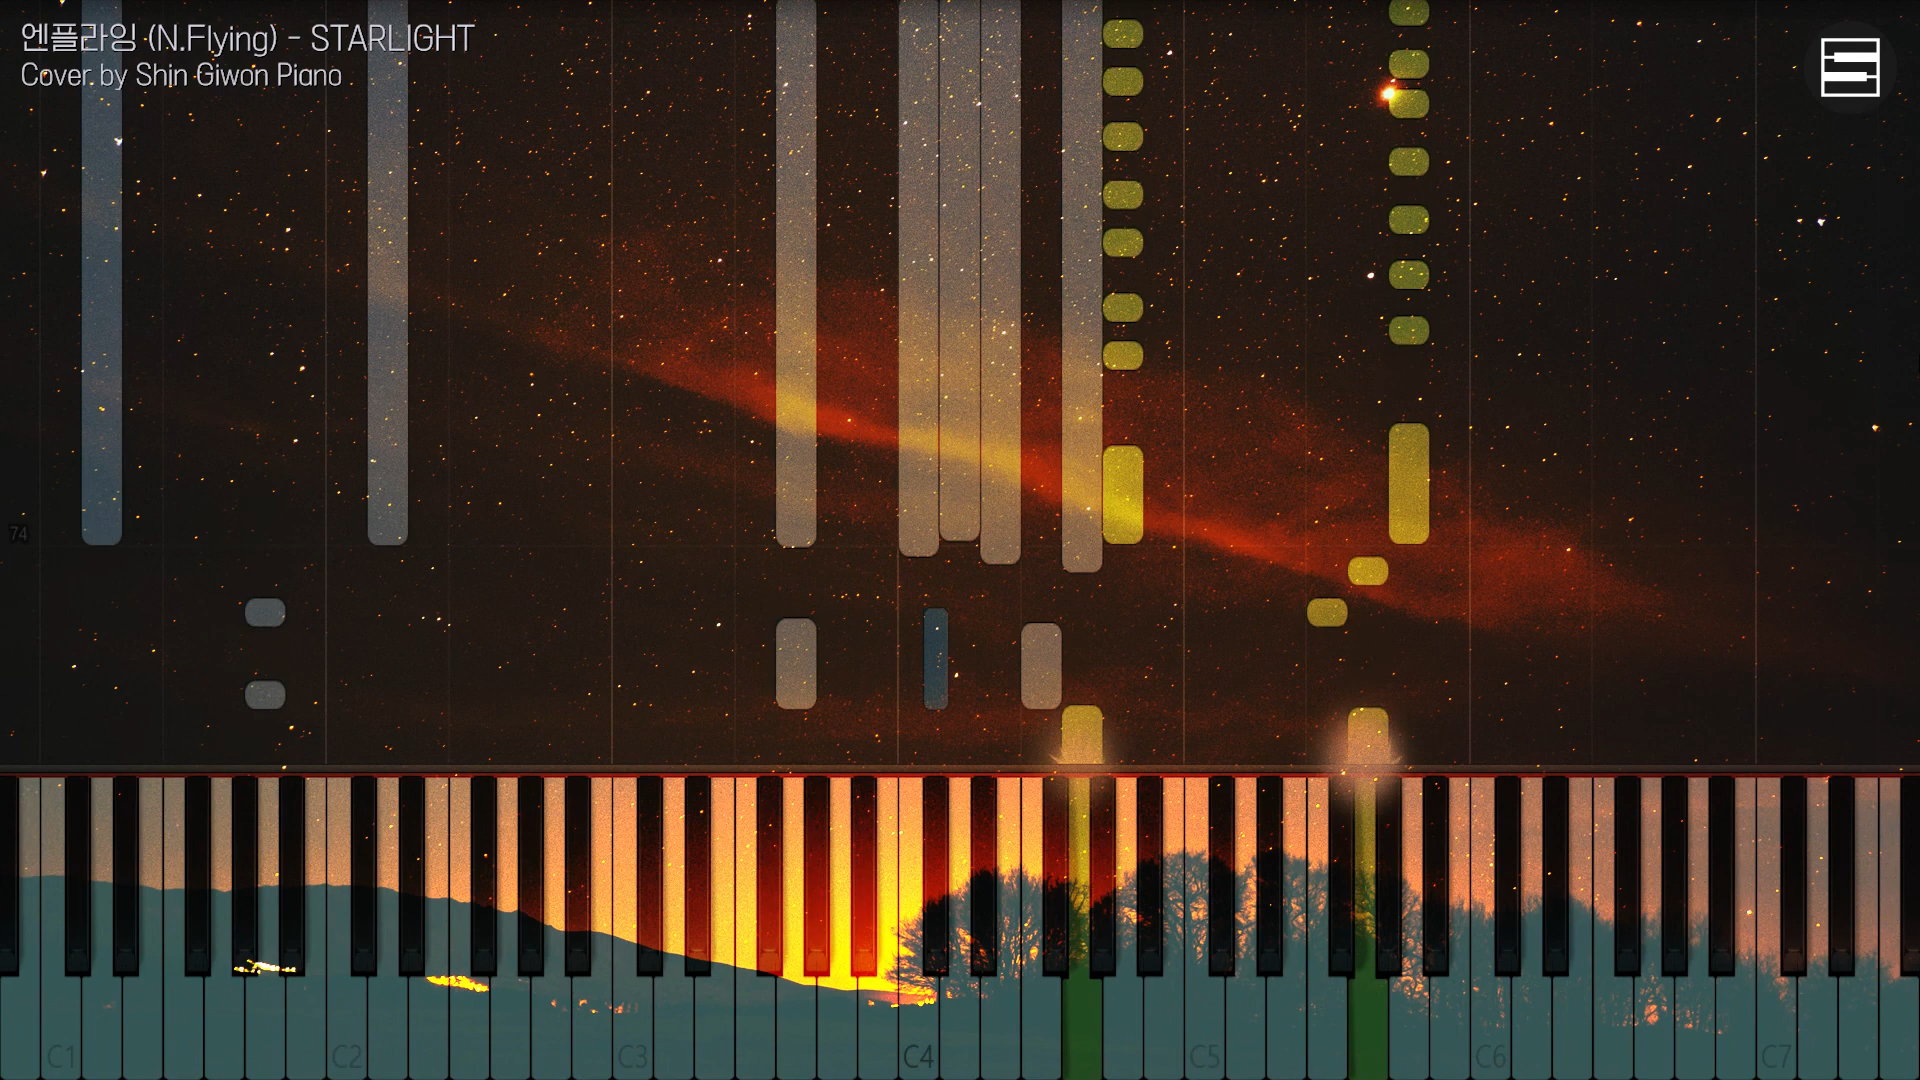 엔플라잉 (N.Flying) - STARLIGHT
Cover by Shin Giwon Piano
74
C1 C2 C3 C4 C5 C6 C7